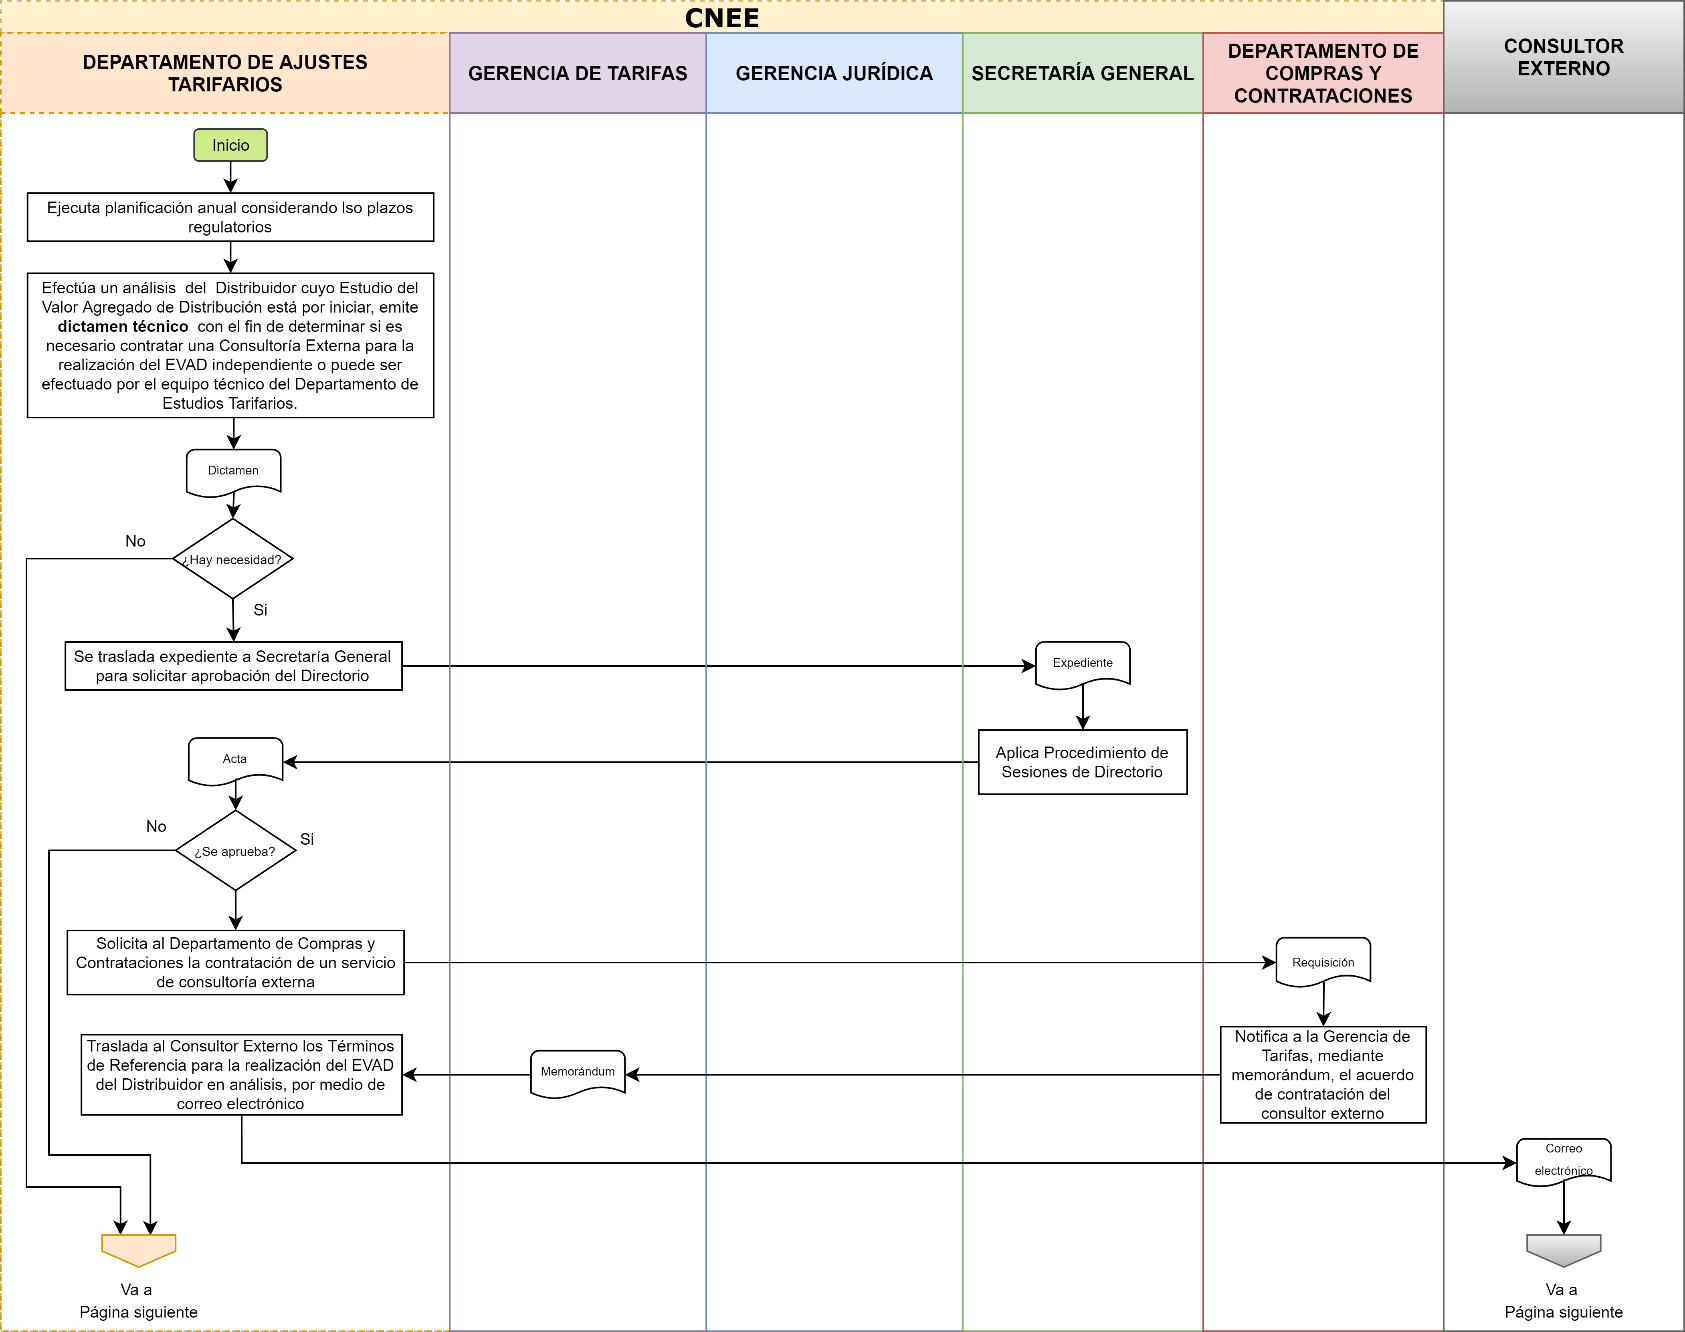 CNEE
DEPARTAMENTO DE AJUSTES
TARIFARIOS
GERENCIA DE TARIFAS
GERENCIA JURÍDICA
SECRETARÍA GENERAL
DEPARTAMENTO DE
COMPRAS Y
CONTRATACIONES
CONSULTOR
EXTERNO
Inicio
Ejecuta planificación anual considerando lso plazos
regulatorios
Efectúa un análisis del Distribuidor cuyo Estudio del
Valor Agregado de Distribución está por iniciar, emite
dictamen técnico con el fin de determinar si es
necesario contratar una Consultoría Externa para la
realización del EVAD independiente o puede ser
efectuado por el equipo técnico del Departamento de
Estudios Tarifarios.
Dictamen
No
¿Hay necesidad?
Si
Se traslada expediente a Secretaría General
para solicitar aprobación del Directorio
Expediente
Aplica Procedimiento de
Sesiones de Directorio
Acta
No
¿Se aprueba?
Si
Solicita al Departamento de Compras y
Contrataciones la contratación de un servicio
de consultoría externa
Requisición
Notifica a la Gerencia de
Tarifas, mediante
memorándum, el acuerdo
de contratación del
consultor externo
Memorándum
Traslada al Consultor Externo los Términos
de Referencia para la realización del EVAD
del Distribuidor en análisis, por medio de
correo electrónico
Correo
electrónico
Va a
Página siguiente
Va a
Página siguiente